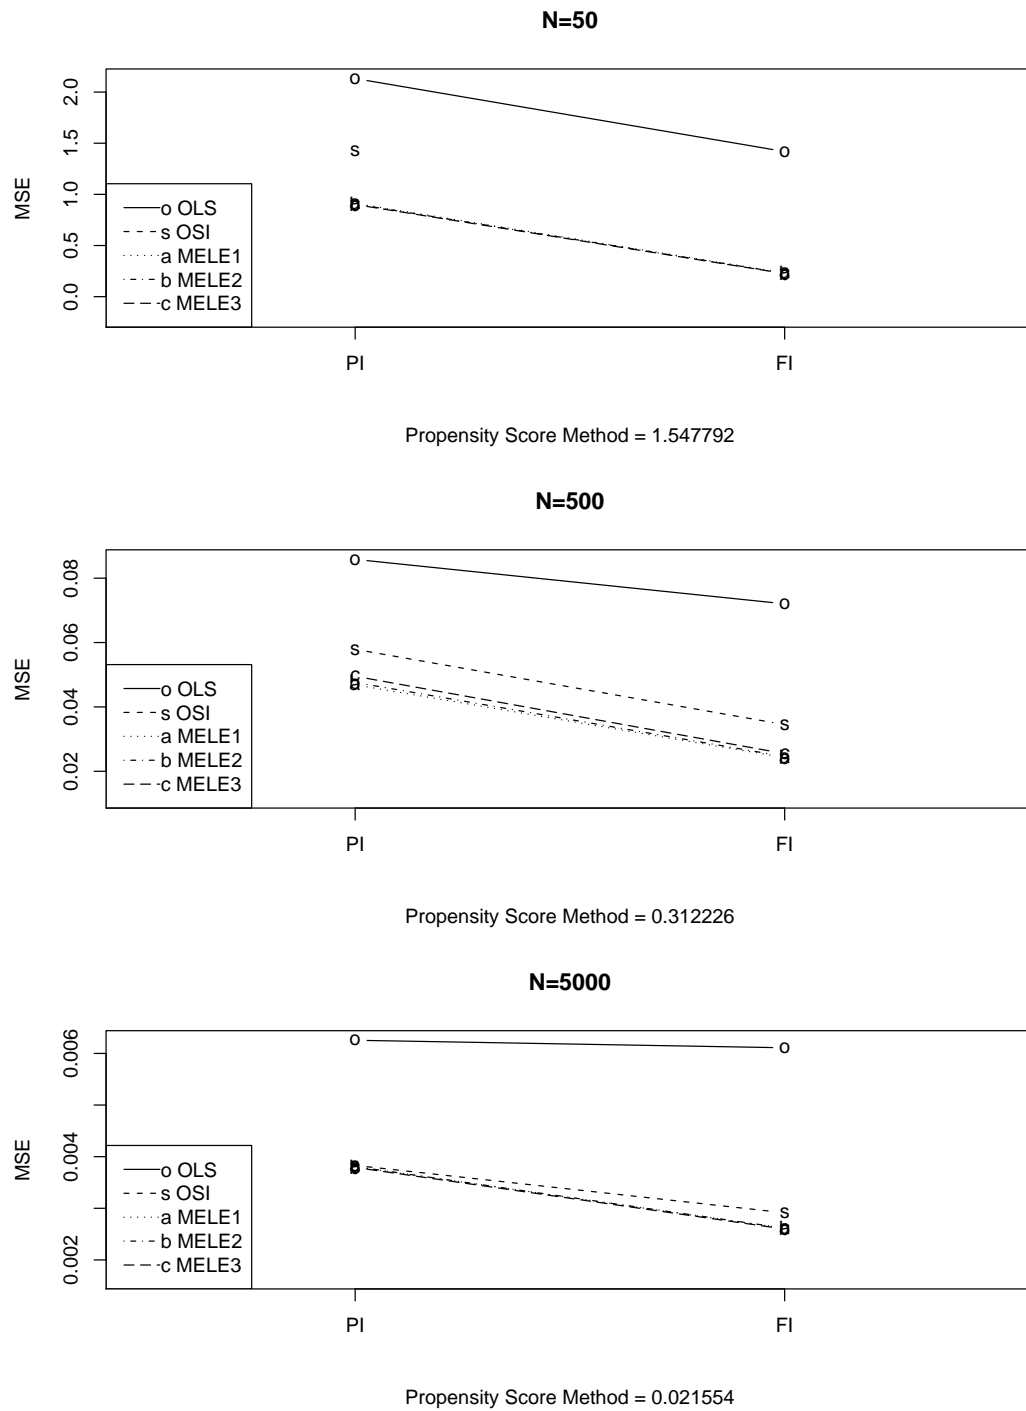 N=50
MSE
2.0
1.5
1.0
0.5
0.0
o
o
s
o OLS
s OSI
a MELE1
b MELE2
c MELE3
PI
FI
Propensity Score Method = 1.547792
N=500
MSE
0.08
0.06
0.04
0.02
o
o
s
s
c
o OLS
s OSI
a MELE1
b MELE2
c MELE3
PI
FI
Propensity Score Method = 0.312226
N=5000
MSE
0.006
0.004
0.002
o
o
s
o OLS
s OSI
a MELE1
b MELE2
c MELE3
PI
FI
Propensity Score Method = 0.021554